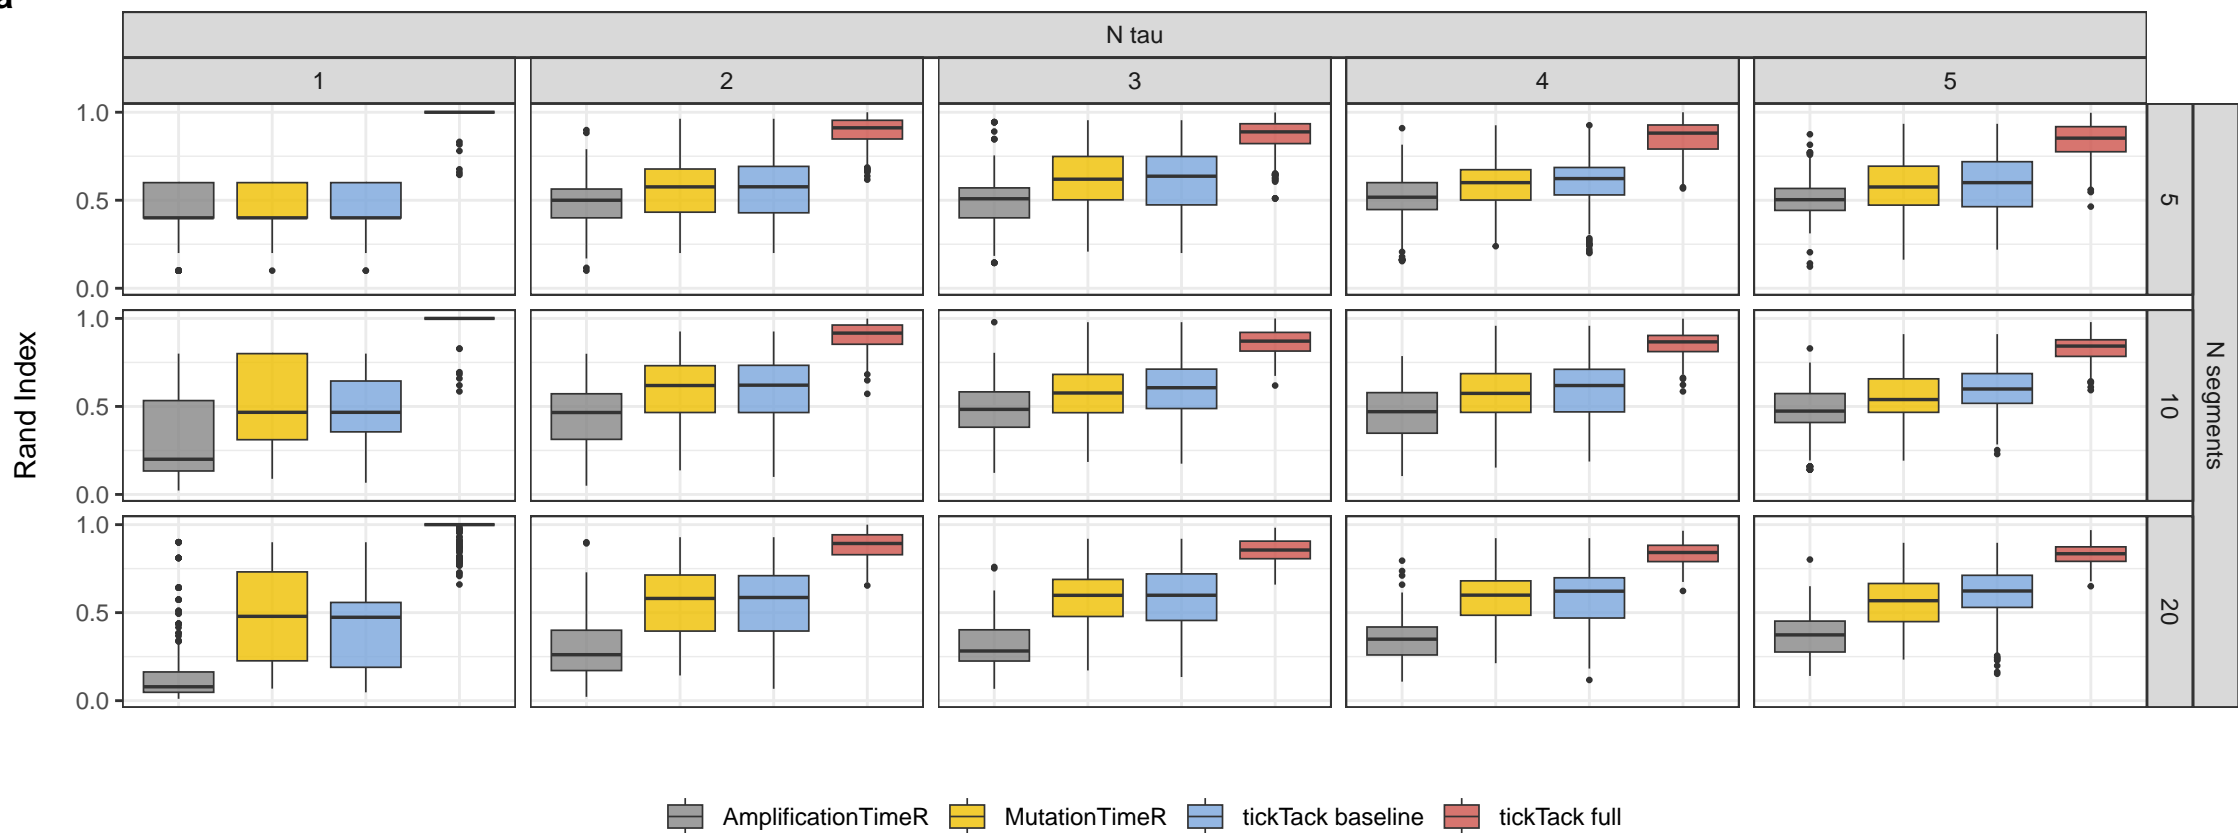 a
N tau
1 2 3 4 5
1.0
0.5
0.0
5
1.0
0.5
0.0
10
1.0
0.5
0.0
20
Rand Index
N segments
AmplificationTimeR MutationTimeR tickTack baseline tickTack full